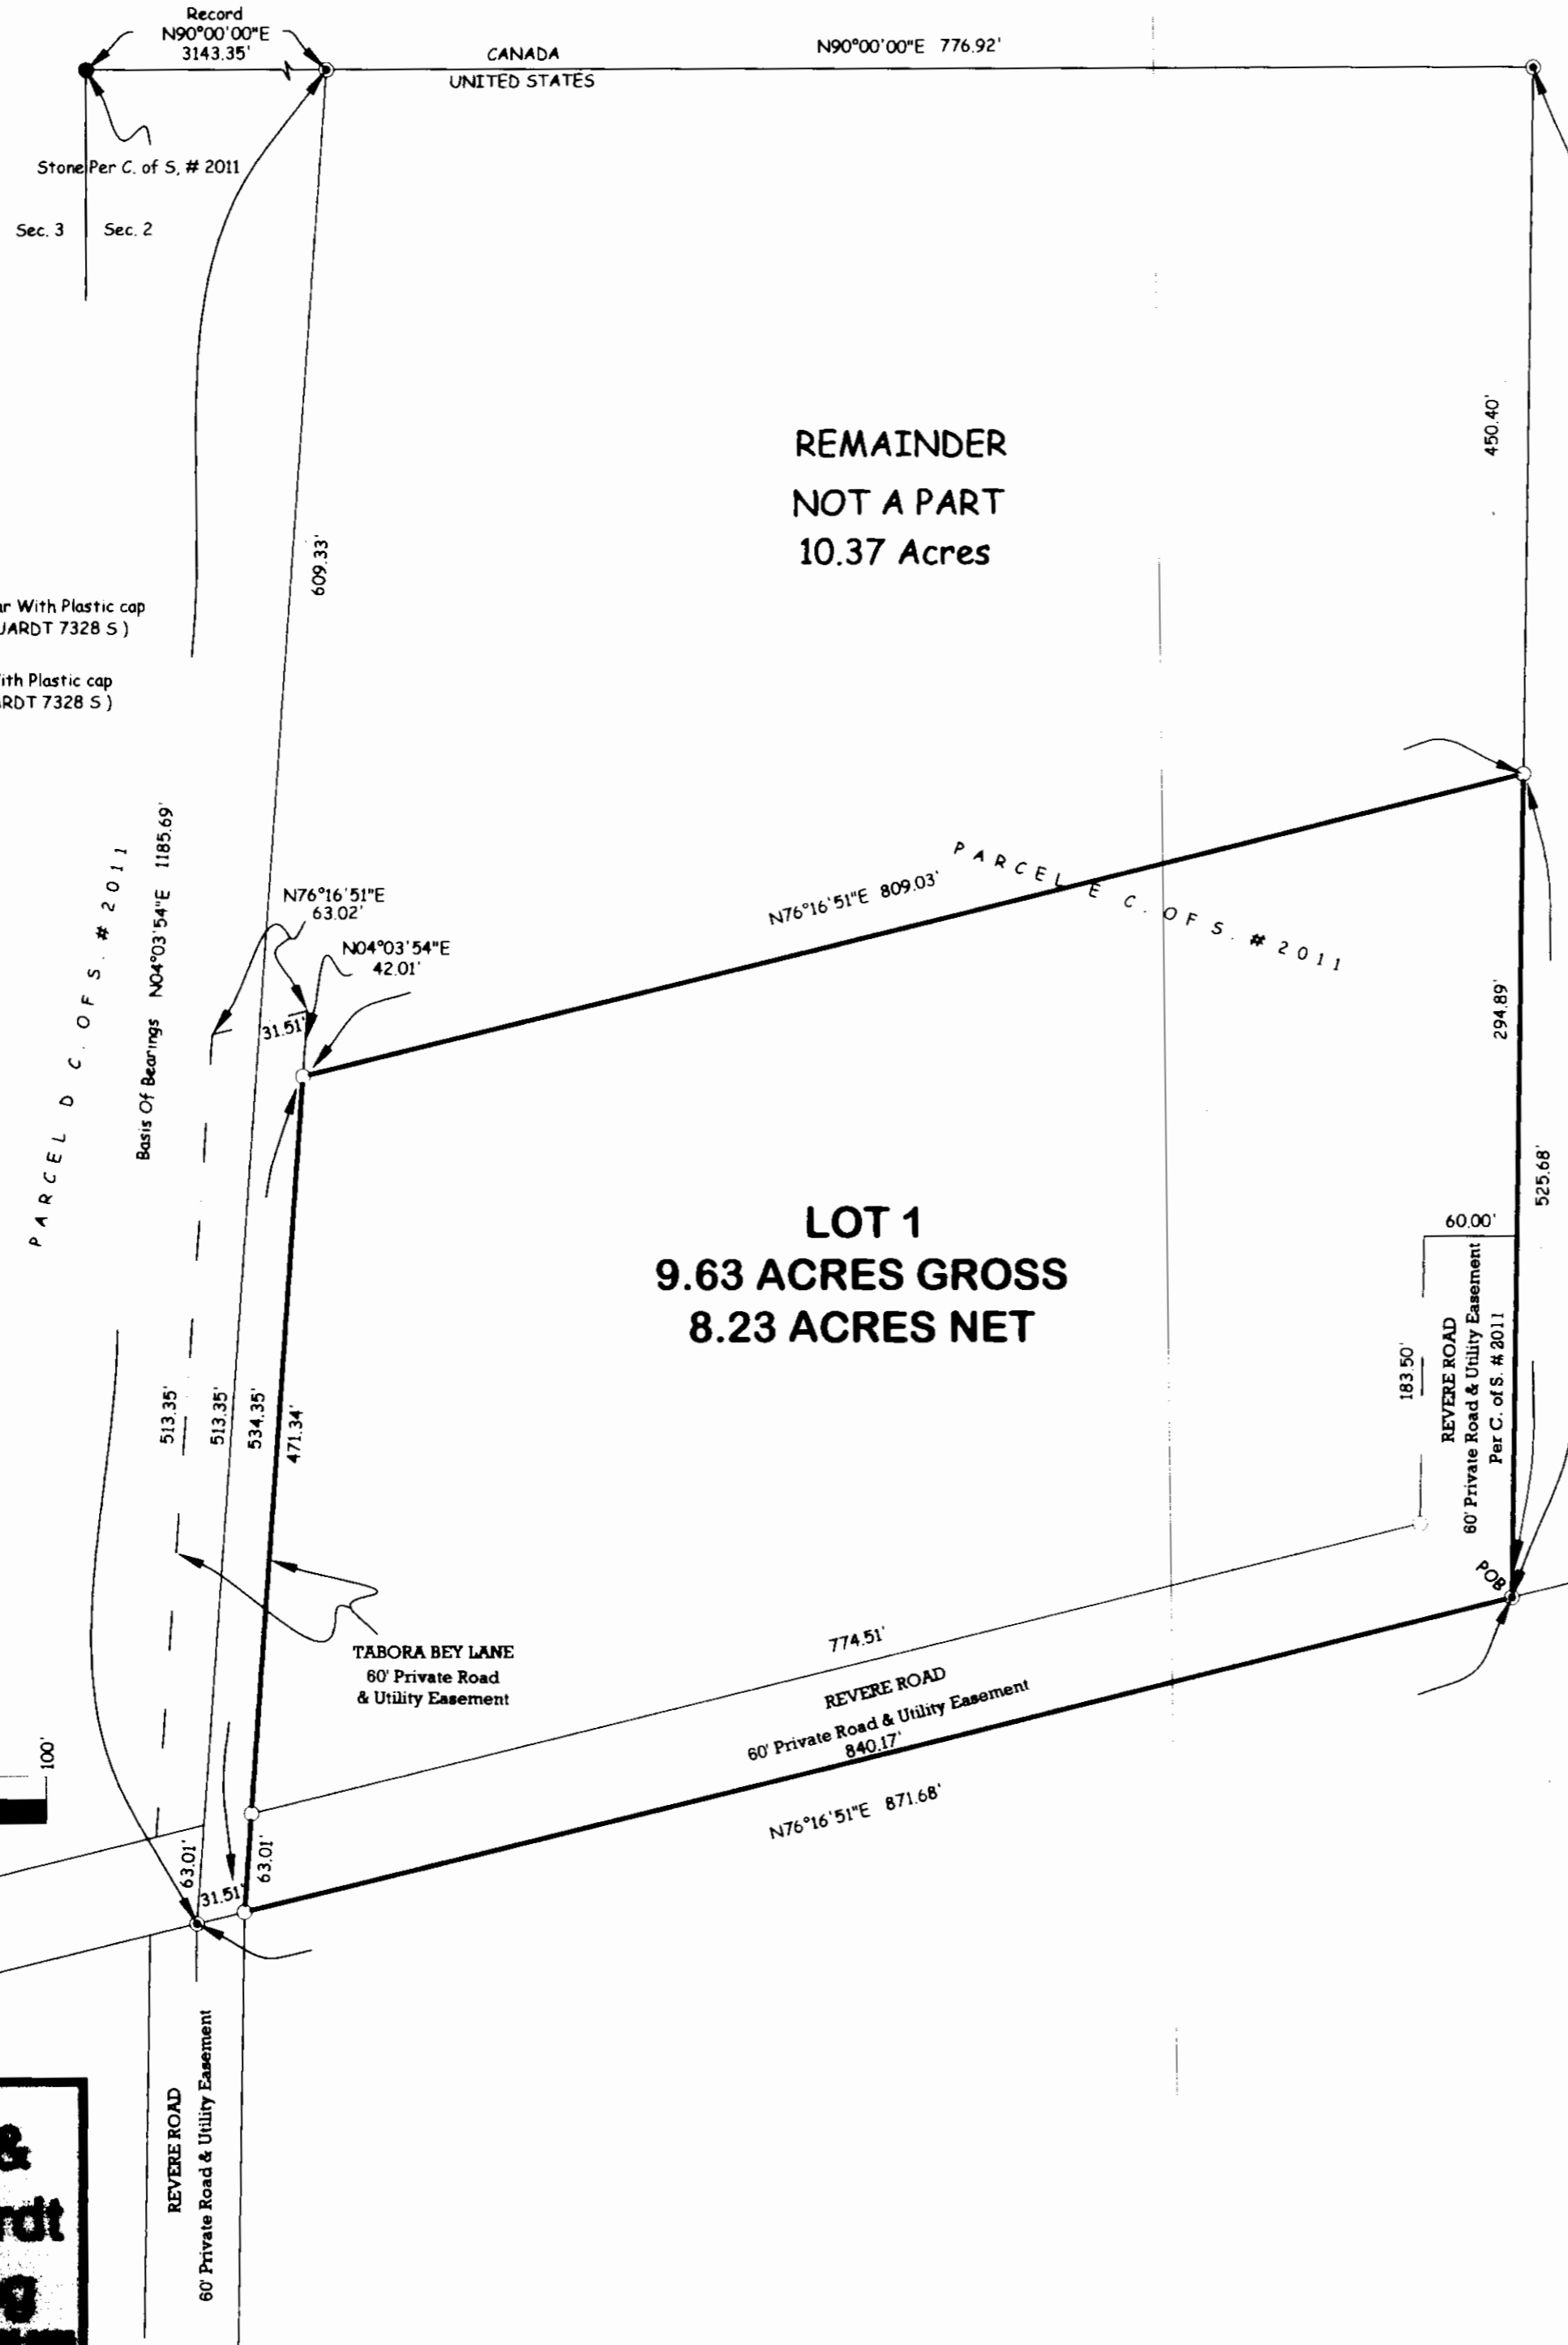 Record
N90°00'00"E
3143.35'
CANADA
UNITED STATES
N90°00'00"E 776.92'
Stone Per C. of S. # 2011
Sec. 3
Sec. 2
450.40'
REMAINDER
NOT A PART
10.37 Acres
609.33'
With Plastic cap
7328 S )
Plastic cap
7328 S )
PARCEL D C. OF S. # 2011
Basis Of Bearings N04°03'54"E 1185.69'
N76°16'51"E
63.02'
N04°03'54"E
42.01'
31.51'
N76°16'51"E 809.03'
PARCEL E C. OF S. # 2011
294.89'
525.68'
LOT 1
9.63 ACRES GROSS
8.23 ACRES NET
60.00'
183.50'
REVERE ROAD
60' Private Road & Utility Easement
Per C. of S. # 2011
513.35'
513.35'
534.35'
471.34'
POB
TABORA BEY LANE
60' Private Road
& Utility Easement
774.51'
REVERE ROAD
60' Private Road & Utility Easement
840.17'
N76°16'51"E 871.68'
100'
63.01'
63.01'
31.51'
REVERE ROAD
60' Private Road & Utility Easement
&